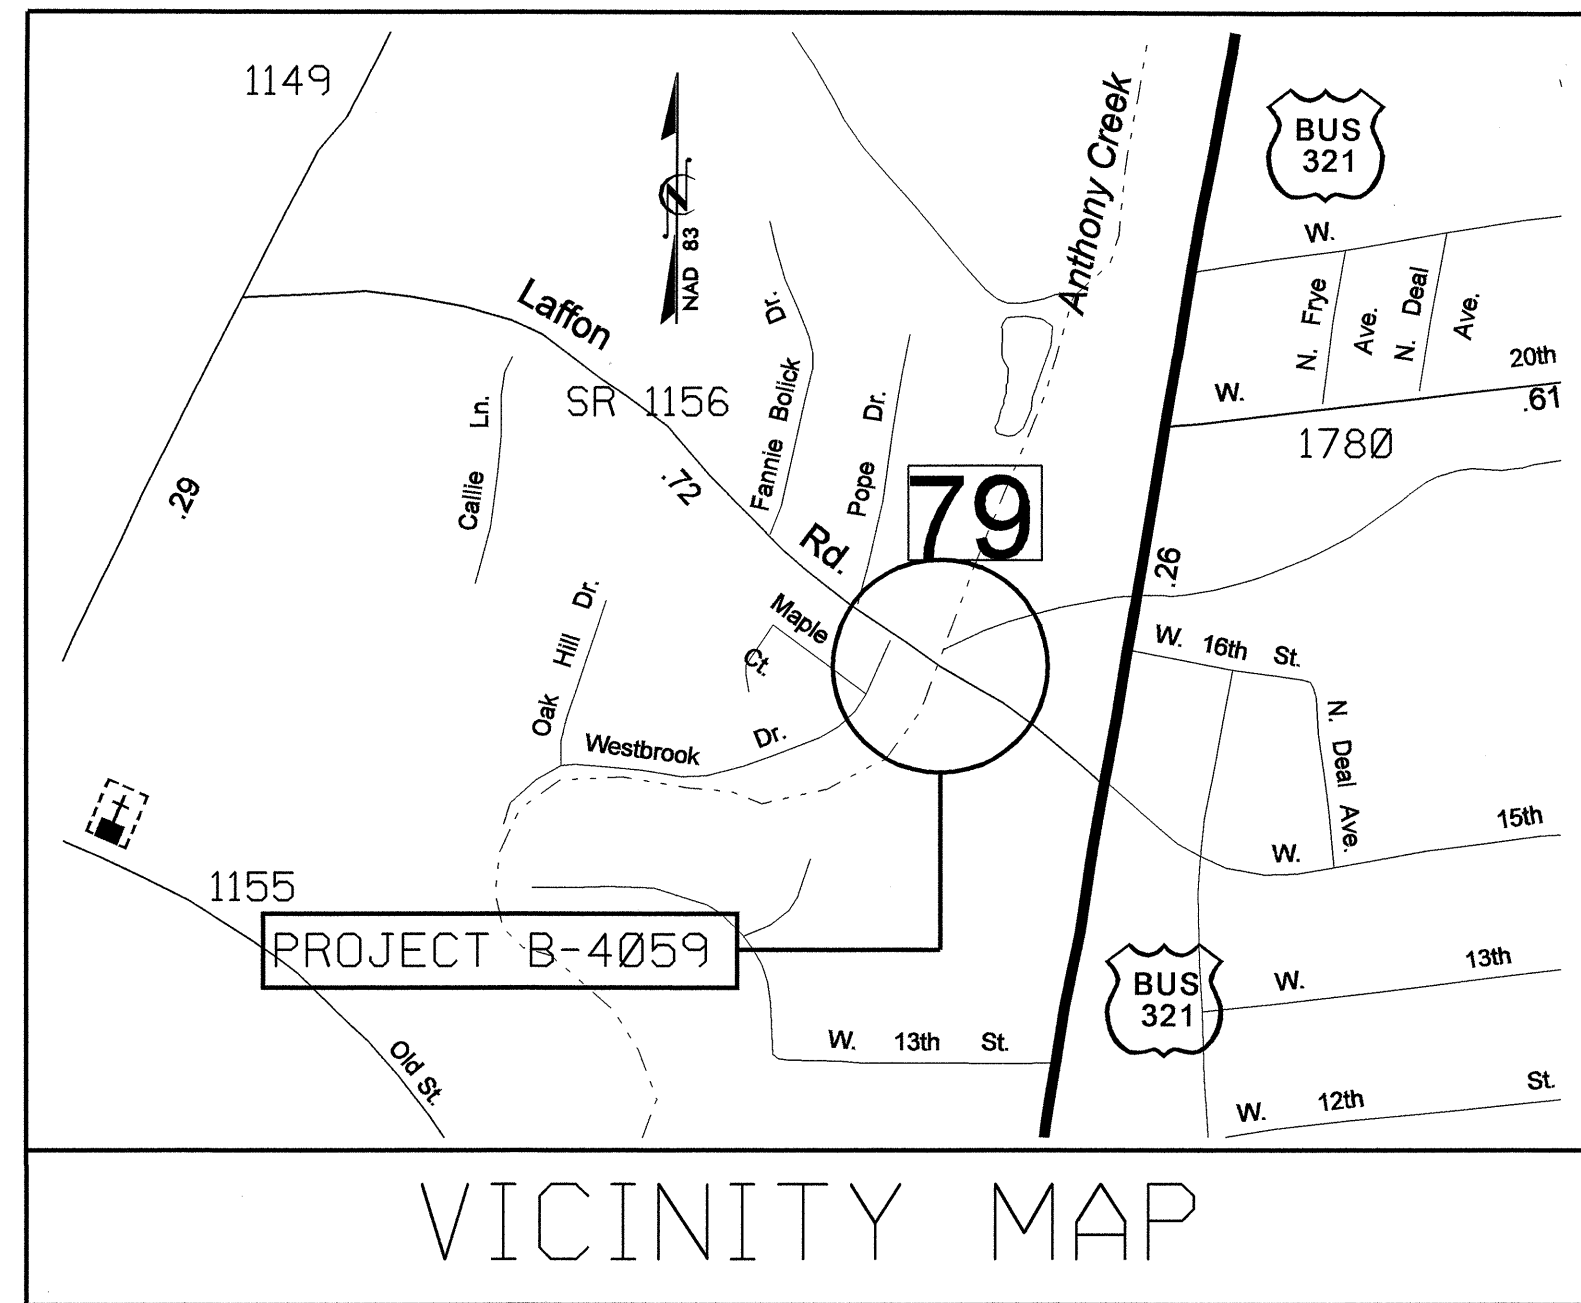 1149
Anthony Creek
BUS
321
W.
NAD 83
N. Frye
Ave.
N. Deal
Ave.
Laffon
20th
W.
.61
1780
SR 1156
Fannie Bolick Dr.
Pope Dr.
Callie Ln.
.72
.29
79
Rd.
.26
Maple
Ct.
Oak Hill Dr.
W. 16th St.
N. Deal Ave.
Westbrook Dr.
15th
W.
1155
PROJECT B-4059
BUS
321
W. 13th
W. 13th St.
Old St.
W. 12th St.
VICINITY MAP